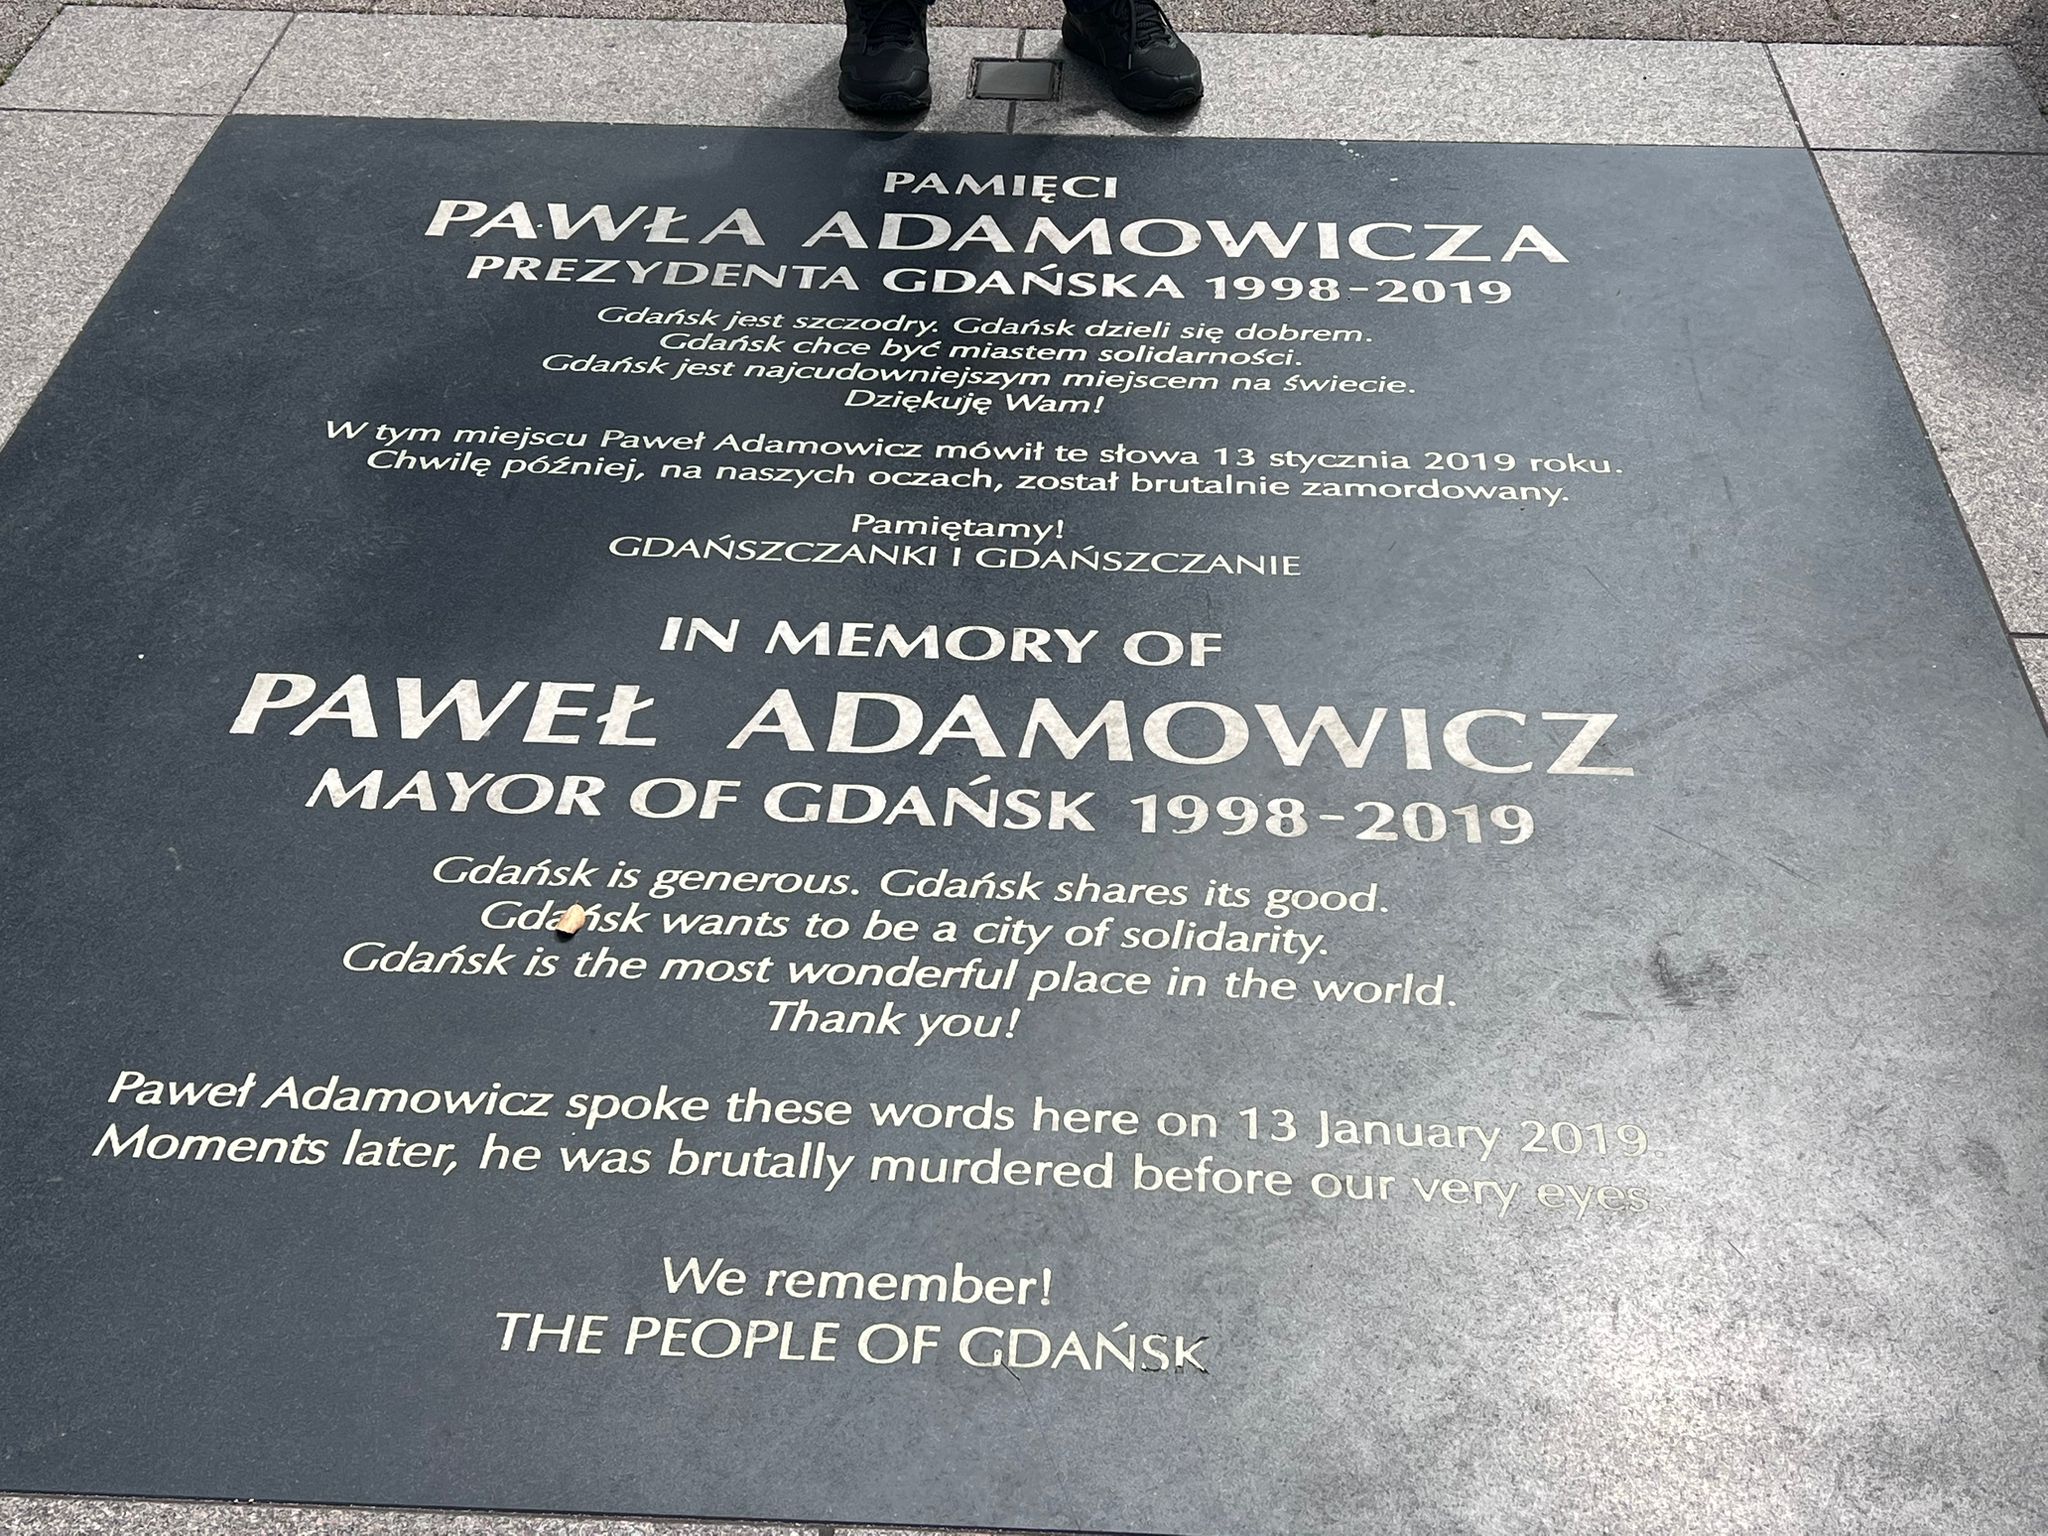 PAMIĘCI
PAWŁA ADAMOWICZA
PREZYDENTA GDAŃSKA 1998-2019
Gdańsk jest szczodry. Gdańsk dzieli się dobrem.
Gdańsk chce być miastem solidarności.
Gdańsk jest najcudowniejszym miejscem na świecie.
Dziękuję Wam!
W tym miejscu Paweł Adamowicz mówił te słowa 13 stycznia 2019 roku.
Chwilę później, na naszych oczach, został brutalnie zamordowany.
Pamiętamy!
GDAŃSZCZANKI I GDAŃSZCZANIE
IN MEMORY OF
PAWEŁ ADAMOWICZ
MAYOR OF GDAŃSK 1998-2019
Gdańsk is generous. Gdańsk shares its good.
Gdańsk wants to be a city of solidarity.
Gdańsk is the most wonderful place in the world.
Thank you!
Paweł Adamowicz spoke these words here on 13 January 2019.
Moments later, he was brutally murdered before our very eyes.
We remember!
THE PEOPLE OF GDAŃSK